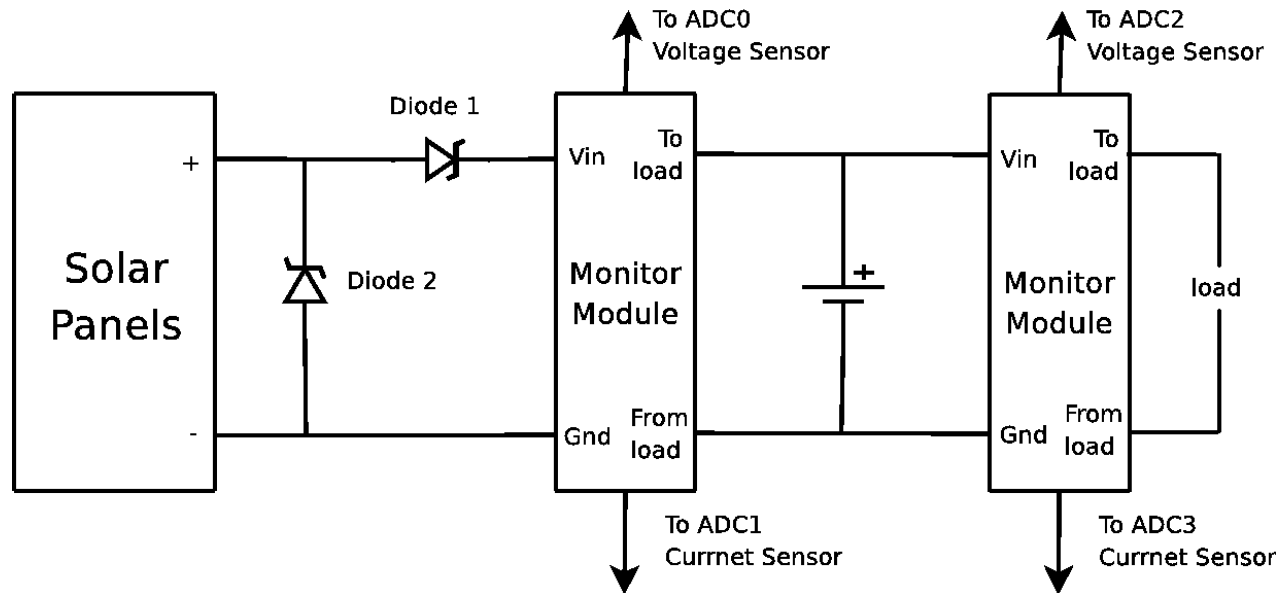 To ADC0
Voltage Sensor
To ADC2
Voltage Sensor
Diode 1
+
Vin
To
load
Vin
To
load
Solar
Panels
Diode 2
Monitor
Module
+
Monitor
Module
load
-
Gnd
From
load
Gnd
From
load
To ADC1
Currnet Sensor
To ADC3
Currnet Sensor